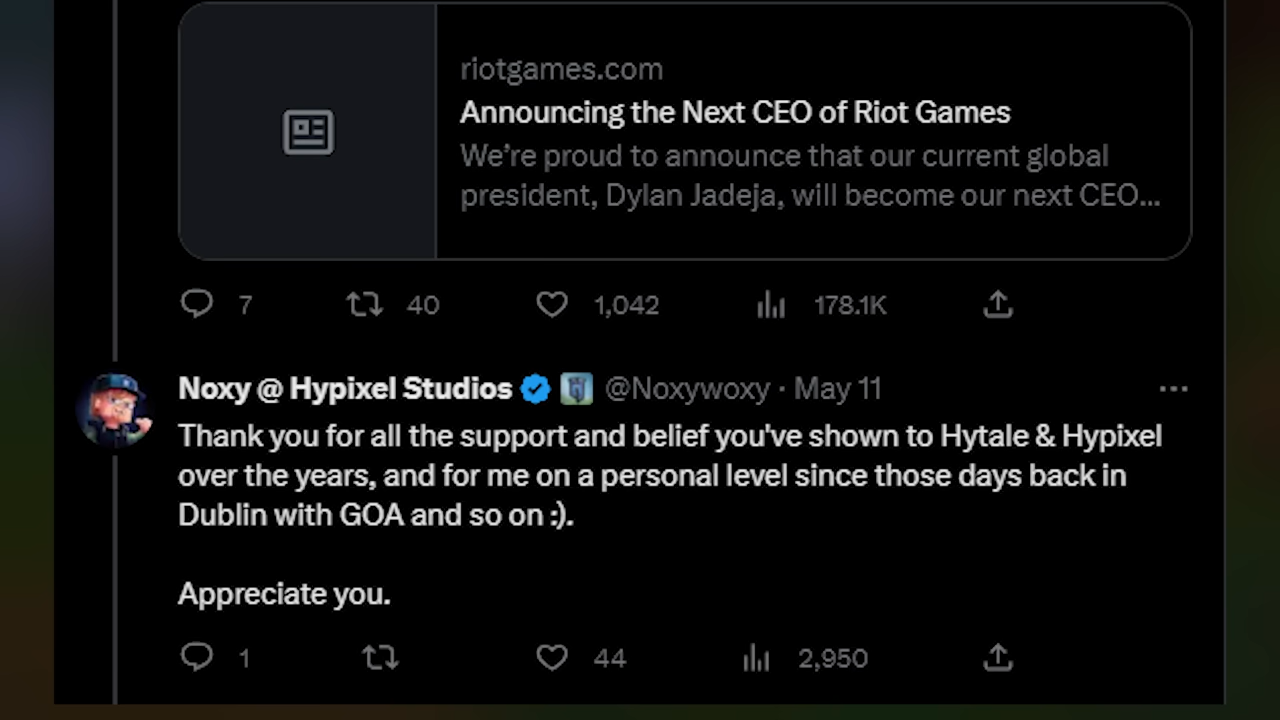 riotgames.com
Announcing the Next CEO of Riot Games
We're proud to announce that our current global
president, Dylan Jadeja, will become our next CEO...
7 40 1,042 178.1K
Noxy @ Hypixel Studios @Noxywoxy · May 11 ...
Thank you for all the support and belief you've shown to Hytale & Hypixel
over the years, and for me on a personal level since those days back in
Dublin with GOA and so on :).
Appreciate you.
1 44 2,950